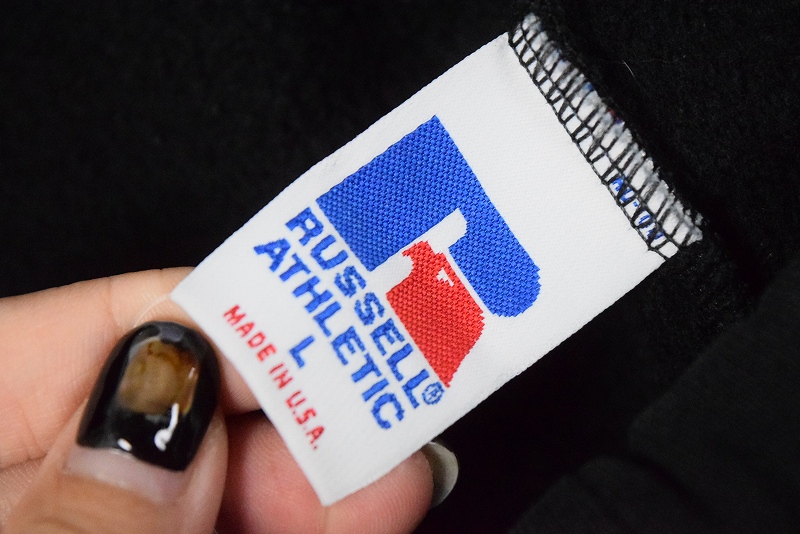 RUSSELL®
ATHLETIC
L
MADE IN U.S.A.